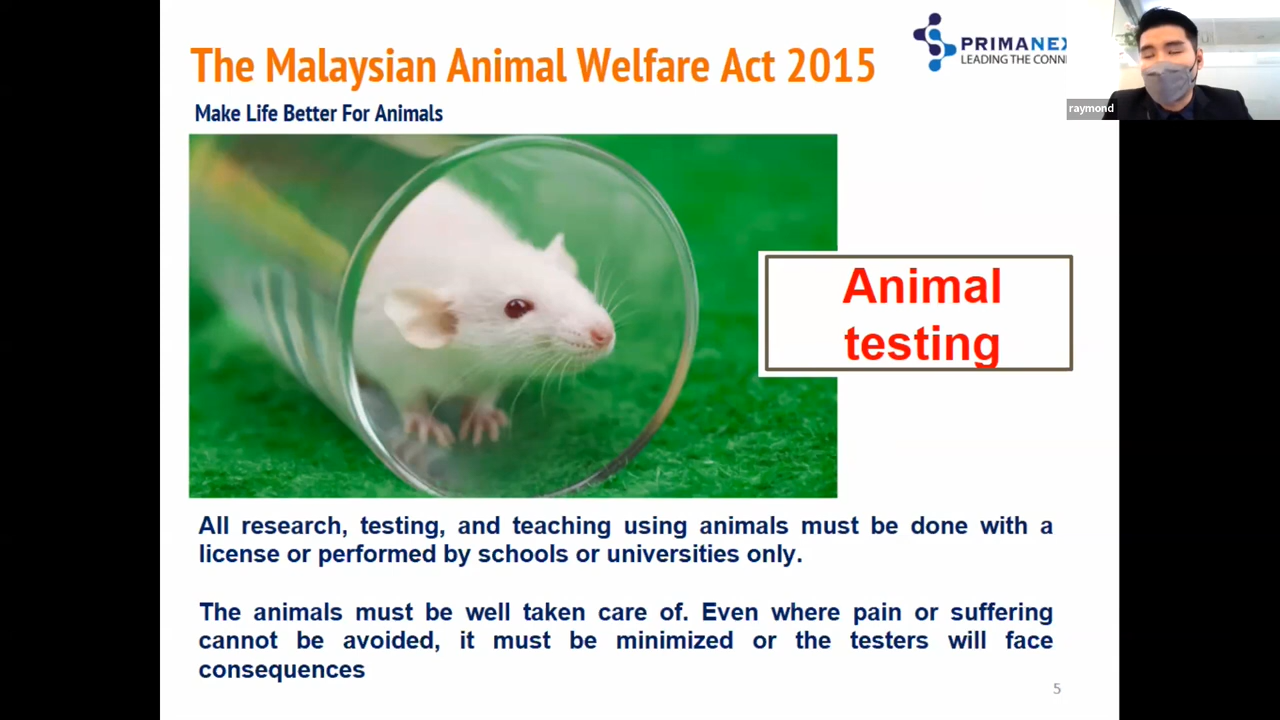 The Malaysian Animal Welfare Act 2015
PRIMANEX
LEADING THE CONN
raymond
Make Life Better For Animals
Animal
testing
All research, testing, and teaching using animals must be done with a
license or performed by schools or universities only.
The animals must be well taken care of. Even where pain or suffering
cannot be avoided, it must be minimized or the testers will face
consequences
5